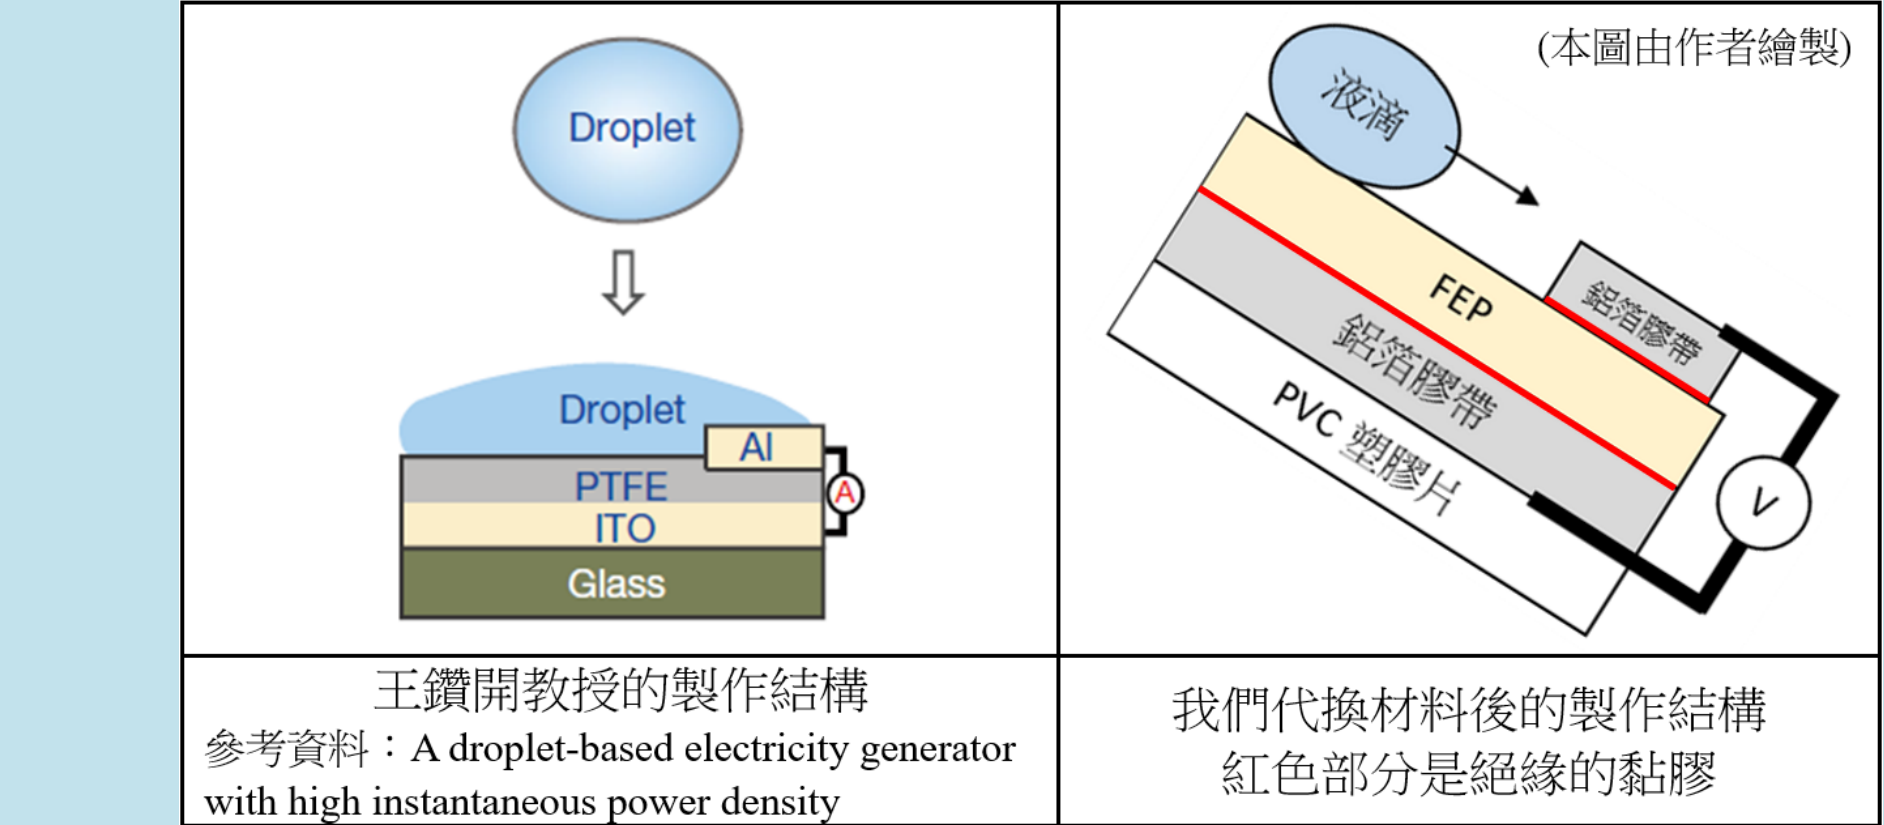 Droplet
Droplet
Al
PTFE
A
ITO
Glass
(本圖由作者繪製)
液滴
FEP
鋁箔膠帶
鋁箔膠帶
PVC 塑膠片
V
王鑽開教授的製作結構
參考資料：A droplet-based electricity generator
with high instantaneous power density
我們代換材料後的製作結構
紅色部分是絕緣的黏膠